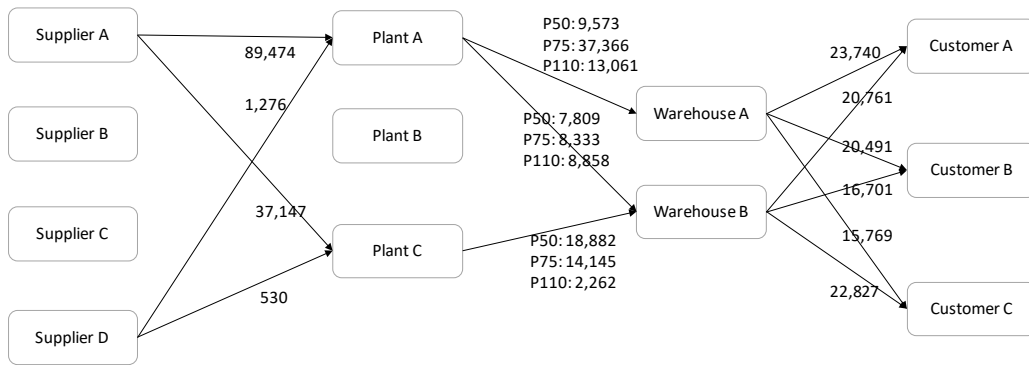 Supplier A
Supplier B
Supplier C
Supplier D
89,474
1,276
37,147
530
Plant A
Plant B
Plant C
P50: 9,573
P75: 37,366
P110: 13,061
P50: 7,809
P75: 8,333
P110: 8,858
P50: 18,882
P75: 14,145
P110: 2,262
Warehouse A
Warehouse B
23,740
20,761
20,491
16,701
15,769
22,827
Customer A
Customer B
Customer C